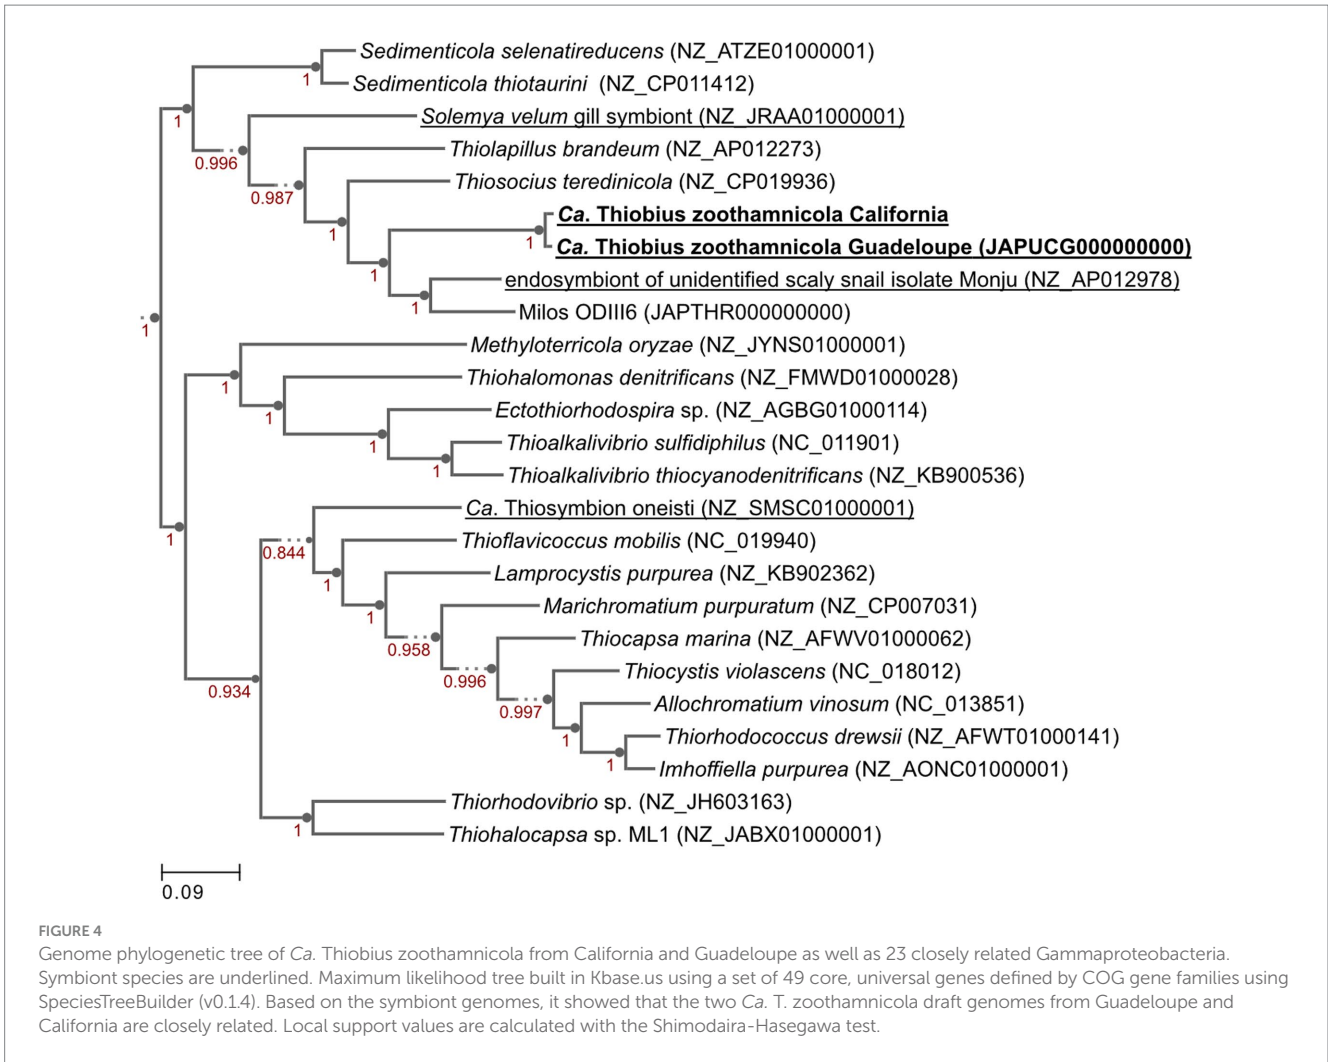 Sedimenticola selenatireducens (NZ_ATZE01000001)
1
Sedimenticola thiotaurini (NZ_CP011412)
1
Solemya velum gill symbiont (NZ_JRAA01000001)
Thiolapillus brandeum (NZ_AP012273)
0.996
Thiosocius teredinicola (NZ_CP019936)
0.987
Ca. Thiobius zoothamnicola California
1
1
Ca. Thiobius zoothamnicola Guadeloupe (JAPUCG000000000)
1
endosymbiont of unidentified scaly snail isolate Monju (NZ_AP012978)
1
Milos ODIII6 (JAPTHR000000000)
1
Methyloterricola oryzae (NZ_JYNS01000001)
Thiohalomonas denitrificans (NZ_FMWD01000028)
1
Ectothiorhodospira sp. (NZ_AGBG01000114)
1
Thioalkalivibrio sulfidiphilus (NC_011901)
1
Thioalkalivibrio thiocyanodenitrificans (NZ_KB900536)
1
Ca. Thiosymbion oneisti (NZ_SMSC01000001)
1
Thioflavicoccus mobilis (NC_019940)
0.844
Lamprocystis purpurea (NZ_KB902362)
1
Marichromatium purpuratum (NZ_CP007031)
1
Thiocapsa marina (NZ_AFWV01000062)
0.958
Thiocystis violascens (NC_018012)
0.996
0.934
Allochromatium vinosum (NC_013851)
0.997
Thiorhodococcus drewsii (NZ_AFWT01000141)
1
Imhoffiella purpurea (NZ_AONC01000001)
1
Thiorhodovibrio sp. (NZ_JH603163)
1
Thiohalocapsa sp. ML1 (NZ_JABX01000001)
0.09
FIGURE 4
Genome phylogenetic tree of Ca. Thiobius zoothamnicola from California and Guadeloupe as well as 23 closely related Gammaproteobacteria.
Symbiont species are underlined. Maximum likelihood tree built in Kbase.us using a set of 49 core, universal genes defined by COG gene families using
SpeciesTreeBuilder (v0.1.4). Based on the symbiont genomes, it showed that the two Ca. T. zoothamnicola draft genomes from Guadeloupe and
California are closely related. Local support values are calculated with the Shimodaira-Hasegawa test.